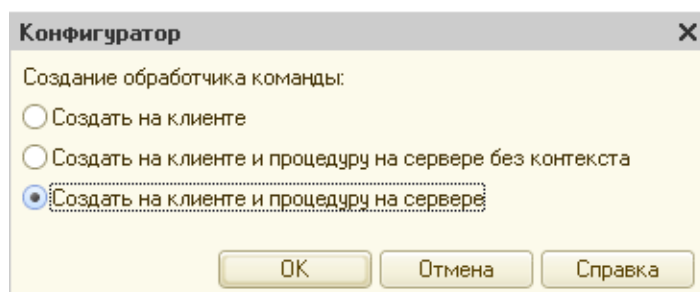 Конфигуратор
Создание обработчика команды:
Создать на клиенте
Создать на клиенте и процедуру на сервере без контекста
Создать на клиенте и процедуру на сервере
OK Отмена Справка